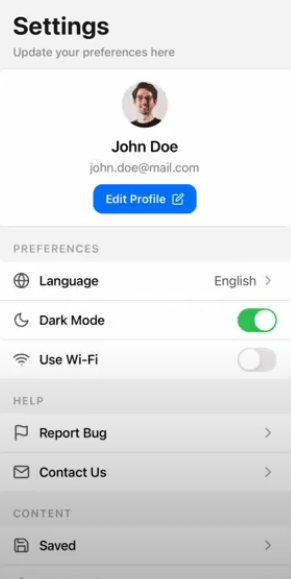 Settings
Update your preferences here
John Doe
john.doe@mail.com
Edit Profile
PREFERENCES
Language English
Dark Mode
Use Wi-Fi
HELP
Report Bug
Contact Us
CONTENT
Saved